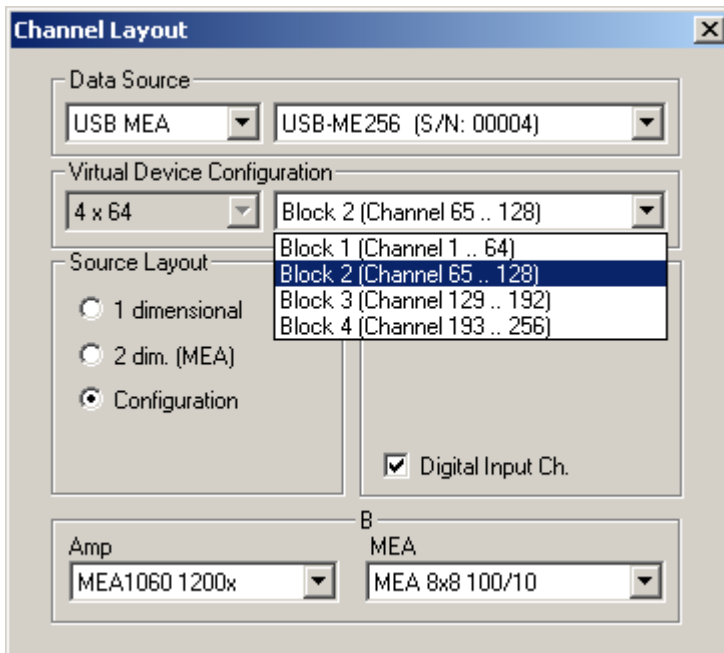 Channel Layout
Data Source
USB MEA
USB-ME256 (S/N: 00004)
Virtual Device Configuration
4 x 64
Block 2 (Channel 65 .. 128)
Block 1 (Channel 1 .. 64)
Block 2 (Channel 65 .. 128)
Block 3 (Channel 129 .. 192)
Block 4 (Channel 193 .. 256)
Source Layout
1 dimensional
2 dim. (MEA)
Configuration
Digital Input Ch.
B
Amp
MEA
MEA1060 1200x
MEA 8x8 100/10